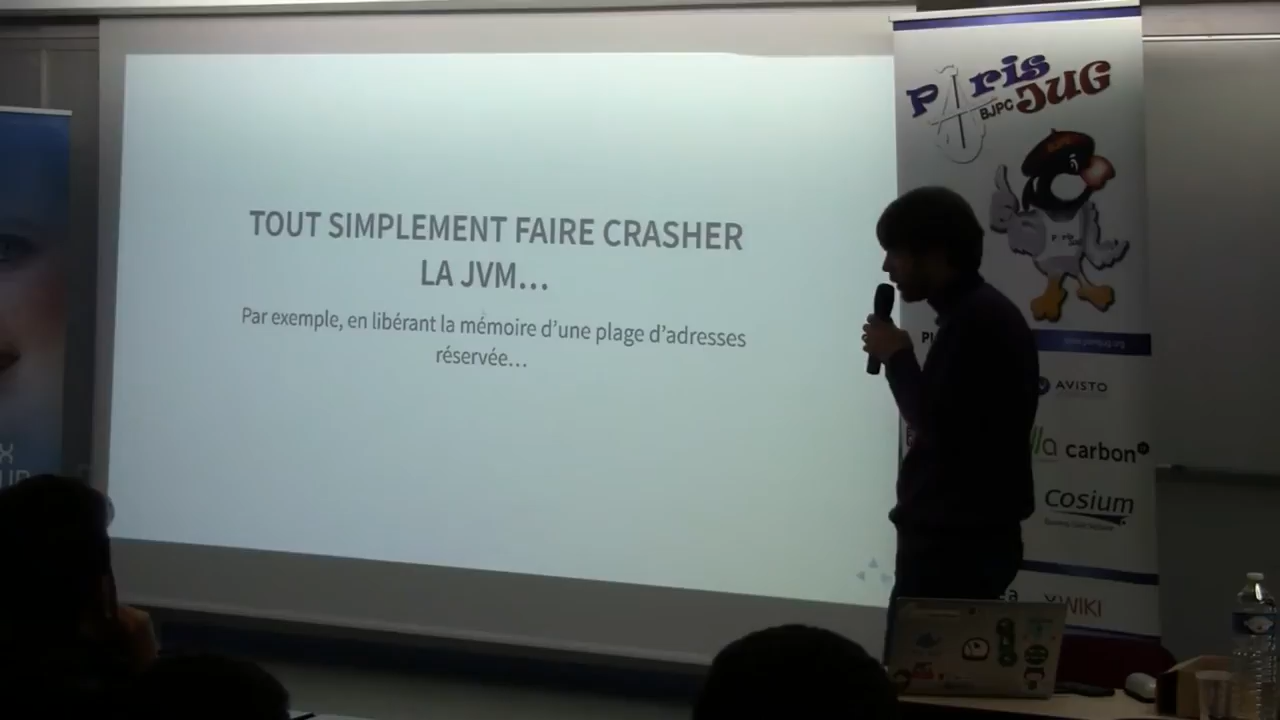 TOUT SIMPLEMENT FAIRE CRASHER
LA JVM...
Par exemple, en libérant la mémoire d'une plage d'adresses
réservée...
Paris
JUG
BJPC
AVISTO
carbon
Cosium
XWIKI